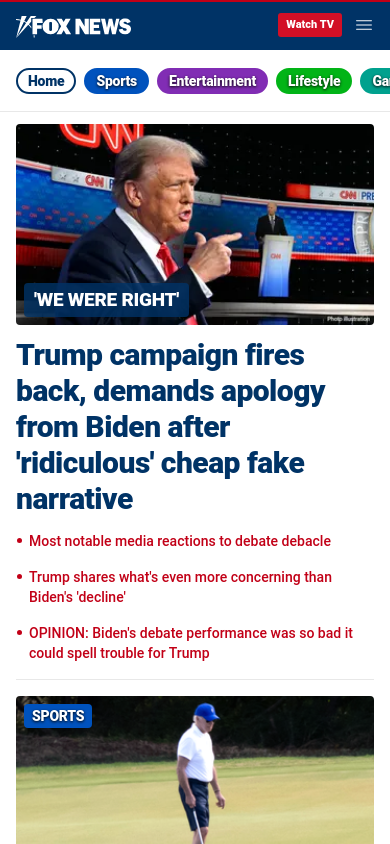 FOX NEWS
Watch TV
Home
Sports
Entertainment
Lifestyle
Ga
CNN
CNN
CNN
PRE
CNN
'WE WERE RIGHT'
Photo Illustration
Trump campaign fires
back, demands apology
from Biden after
'ridiculous' cheap fake
narrative
• Most notable media reactions to debate debacle
• Trump shares what's even more concerning than
Biden's 'decline'
• OPINION: Biden's debate performance was so bad it
could spell trouble for Trump
SPORTS